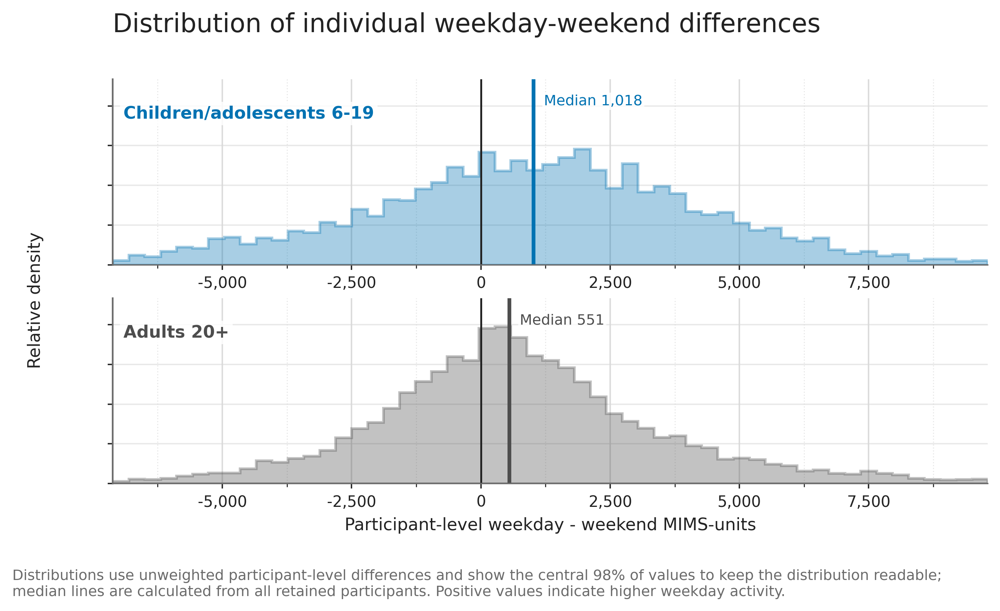 Distribution of individual weekday-weekend differences
Children/adolescents 6-19
Median 1,018
-5,000
-2,500
0
2,500
5,000
7,500
Relative density
Adults 20+
Median 551
-5,000
-2,500
0
2,500
5,000
7,500
Participant-level weekday - weekend MIMS-units
Distributions use unweighted participant-level differences and show the central 98% of values to keep the distribution readable;
median lines are calculated from all retained participants. Positive values indicate higher weekday activity.